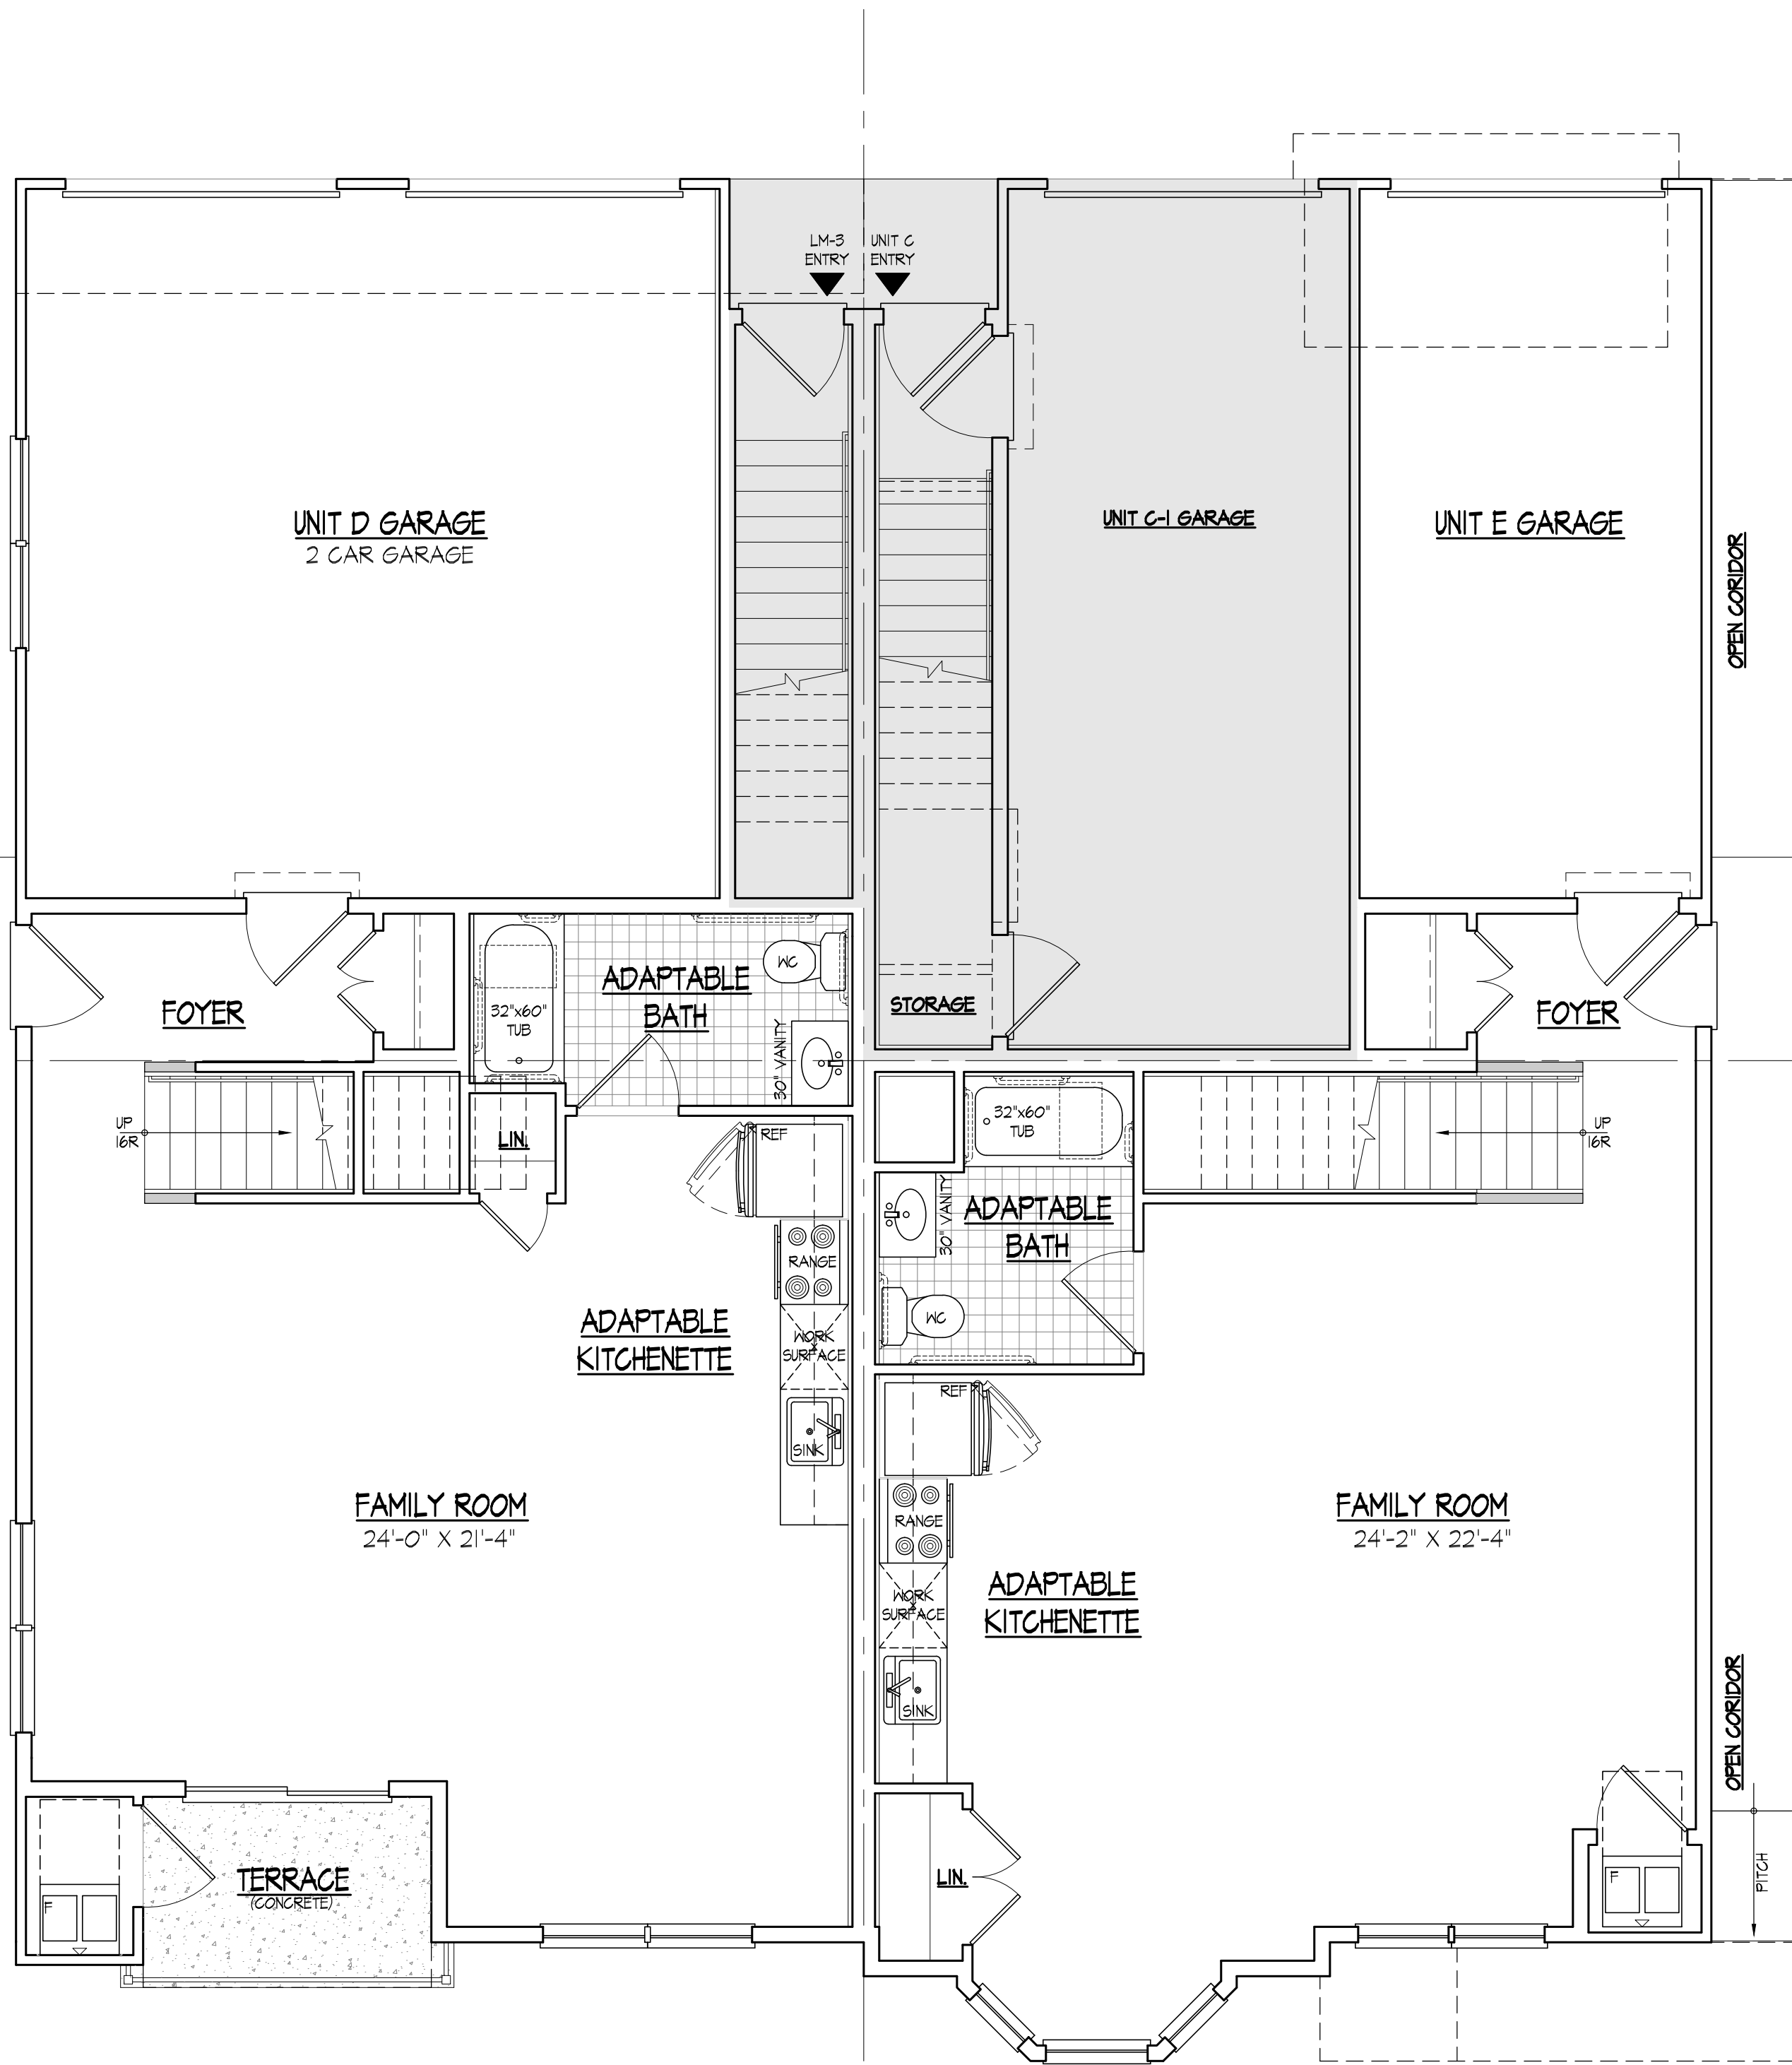 LM-3
ENTRY
UNIT C
ENTRY
UNIT D GARAGE
2 CAR GARAGE
UNIT C-1 GARAGE
UNIT E GARAGE
OPEN CORIDOR
FOYER
32"x60"
TUB
ADAPTABLE
BATH
WC
30" VANITY
STORAGE
FOYER
UP
16R
LIN.
REF
RANGE
WORK
SURFACE
SINK
ADAPTABLE
KITCHENETTE
32"x60"
TUB
30" VANITY
ADAPTABLE
BATH
WC
UP
16R
REF
RANGE
WORK
SURFACE
SINK
ADAPTABLE
KITCHENETTE
FAMILY ROOM
24'-0" X 21'-4"
FAMILY ROOM
24'-2" X 22'-4"
OPEN CORIDOR
TERRACE
(CONCRETE)
F
LIN.
F
PITCH